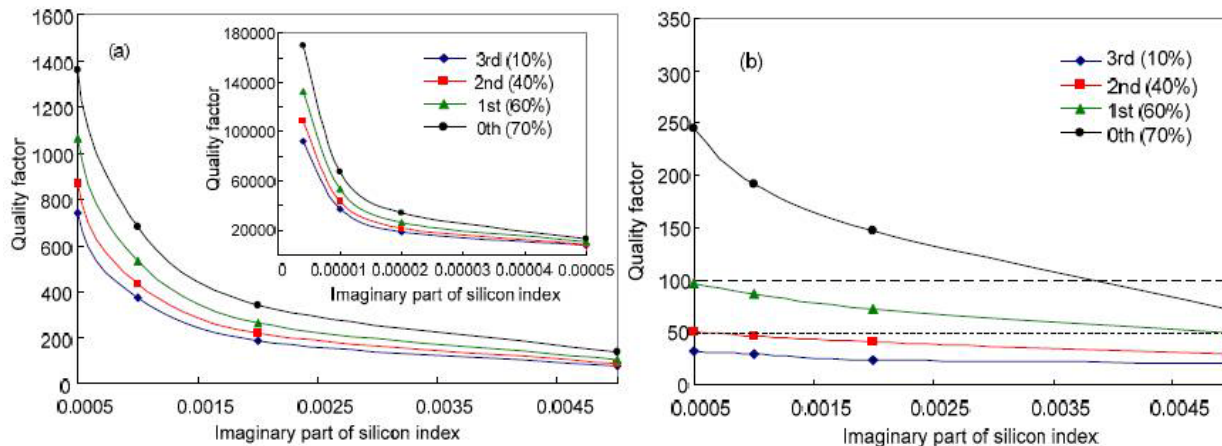 1600
1400
1200
1000
800
600
400
200
0
Quality factor
(a)
0.0005
0.0015
0.0025
0.0035
0.0045
Imaginary part of silicon index
180000
140000
100000
60000
20000
Quality factor
3rd (10%)
2nd (40%)
1st (60%)
0th (70%)
0
0.00001
0.00002
0.00003
0.00004
0.00005
Imaginary part of silicon index
350
300
250
200
150
100
50
0
Quality factor
(b)
3rd (10%)
2nd (40%)
1st (60%)
0th (70%)
0.0005
0.0015
0.0025
0.0035
0.0045
Imaginary part of silicon index